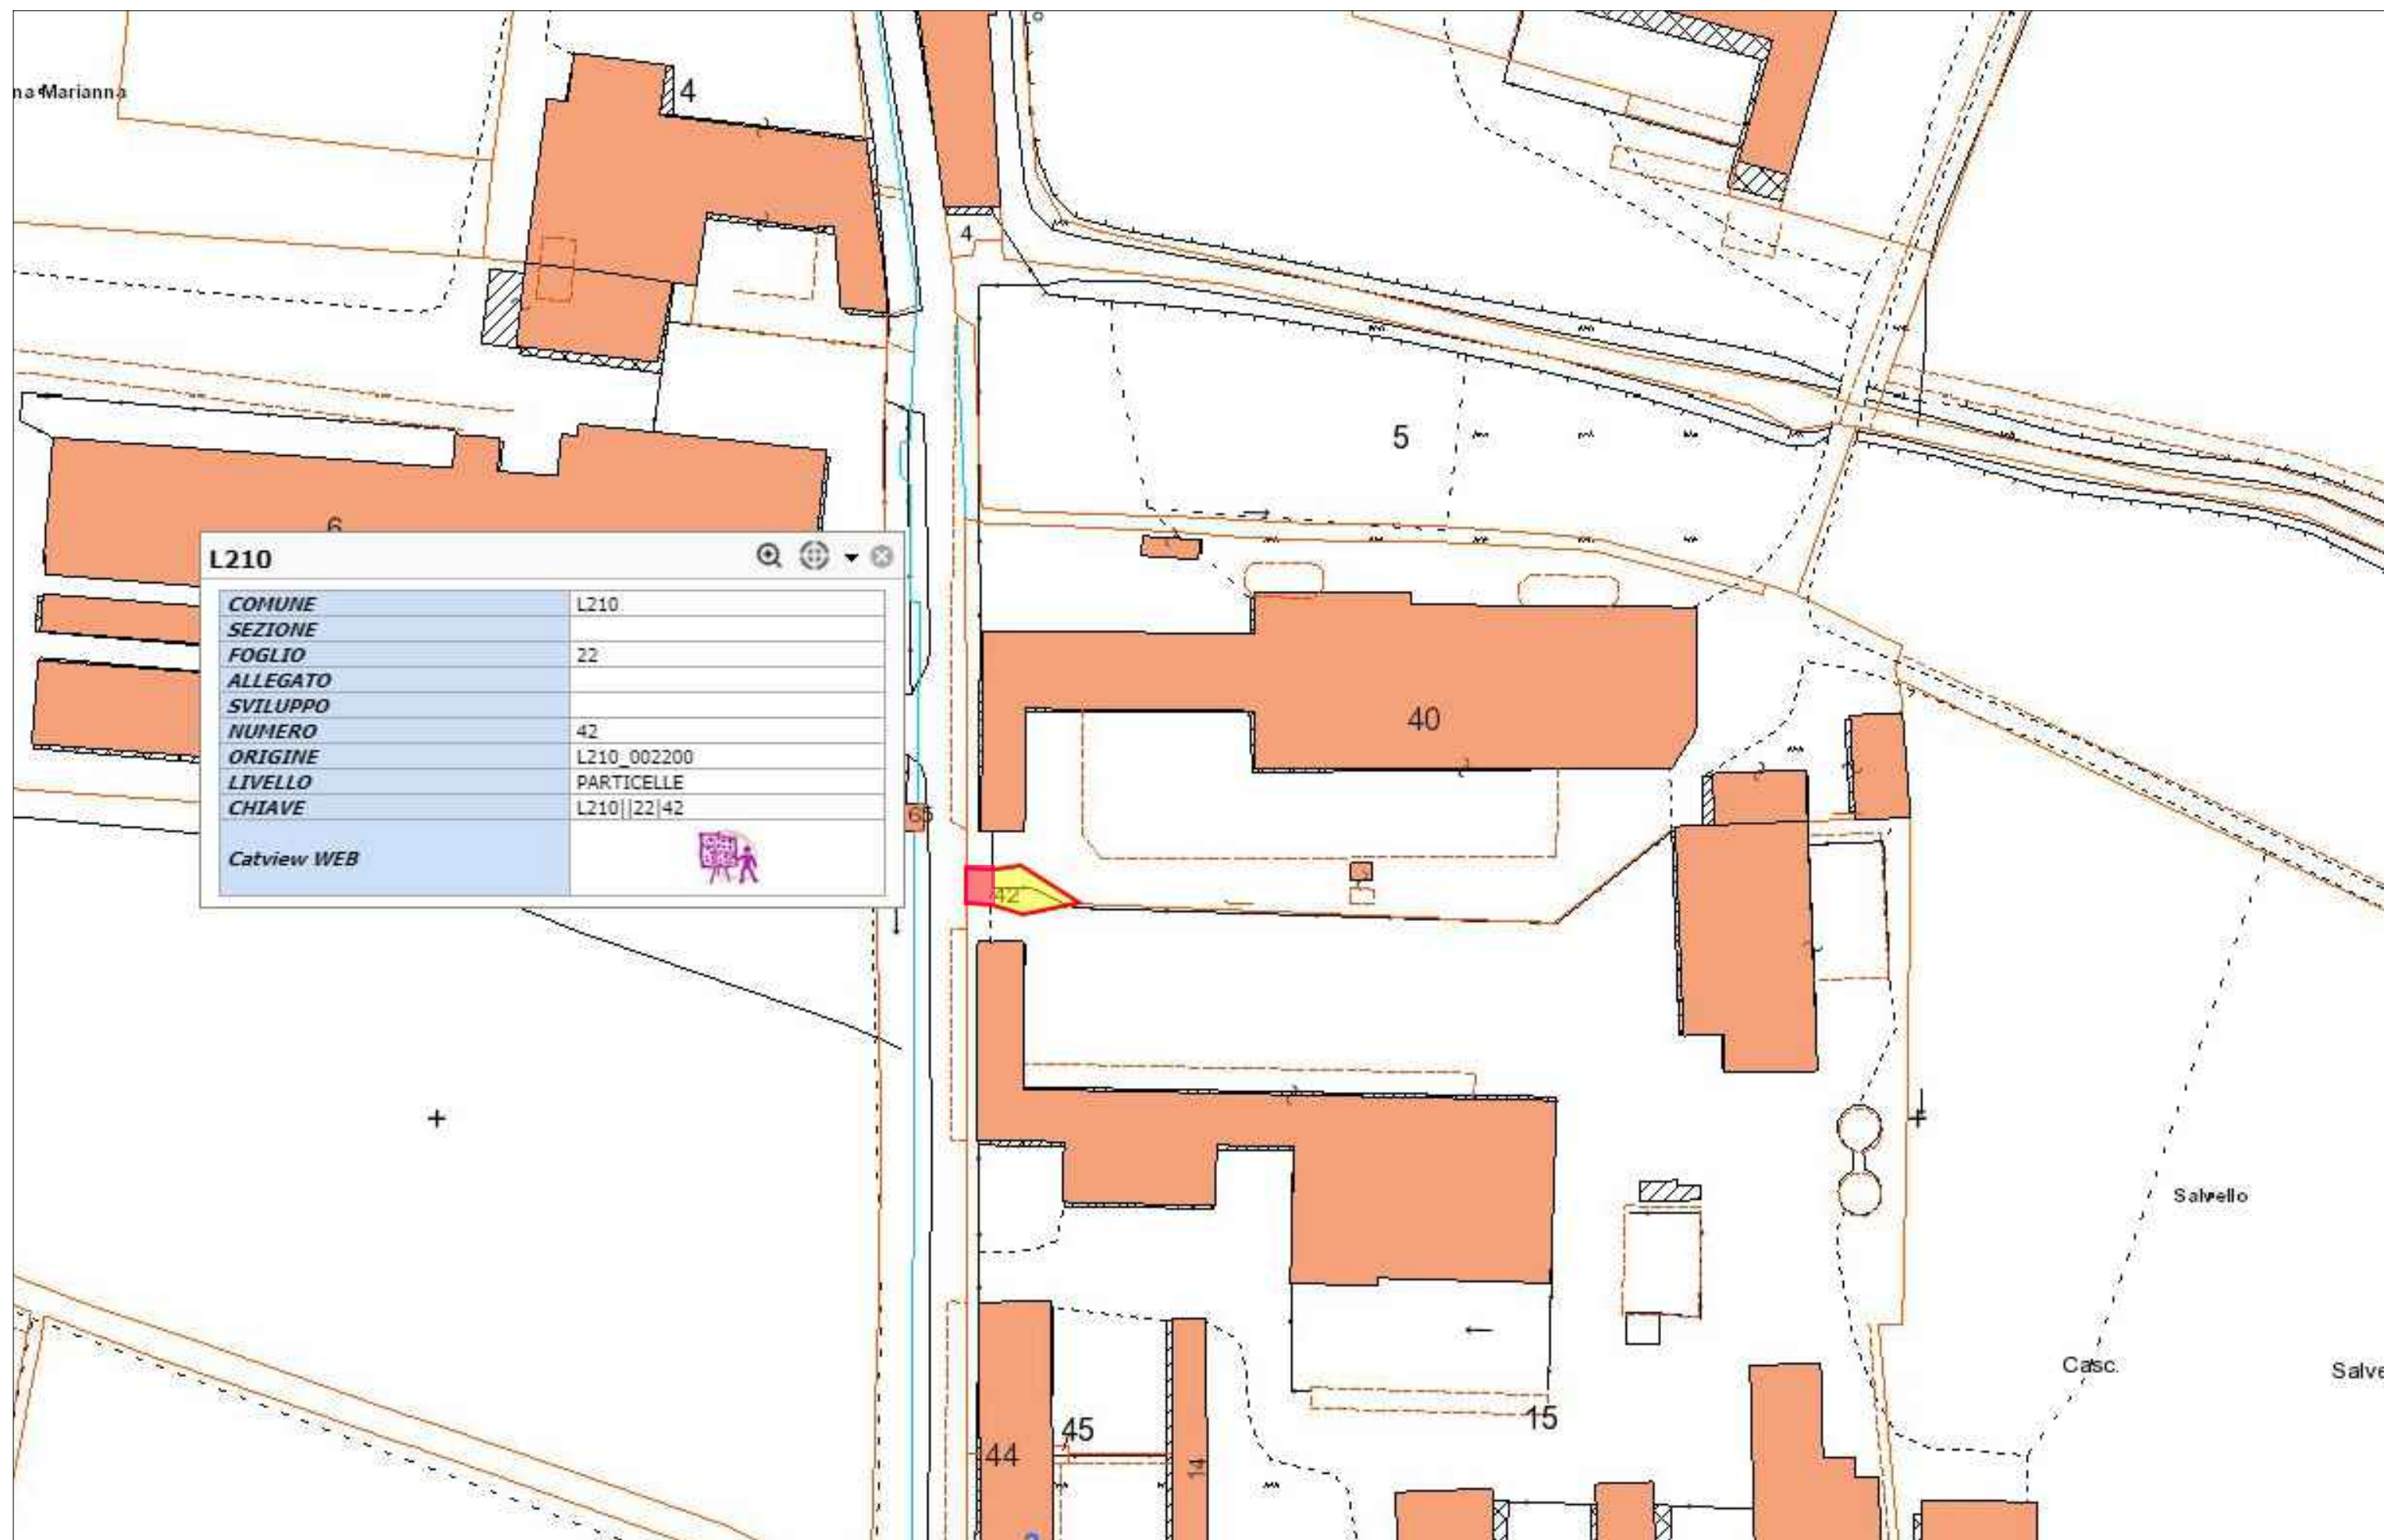 na Marianna
4
4
5
6
L210
COMUNE L210
SEZIONE
FOGLIO 22
ALLEGATO
SVILUPPO
NUMERO 42
ORIGINE L210_002200
LIVELLO PARTICELLE
CHIAVE L210||22|42
Catview WEB
40
65
42
Salvello
Casc.
Salve
15
45
44
14